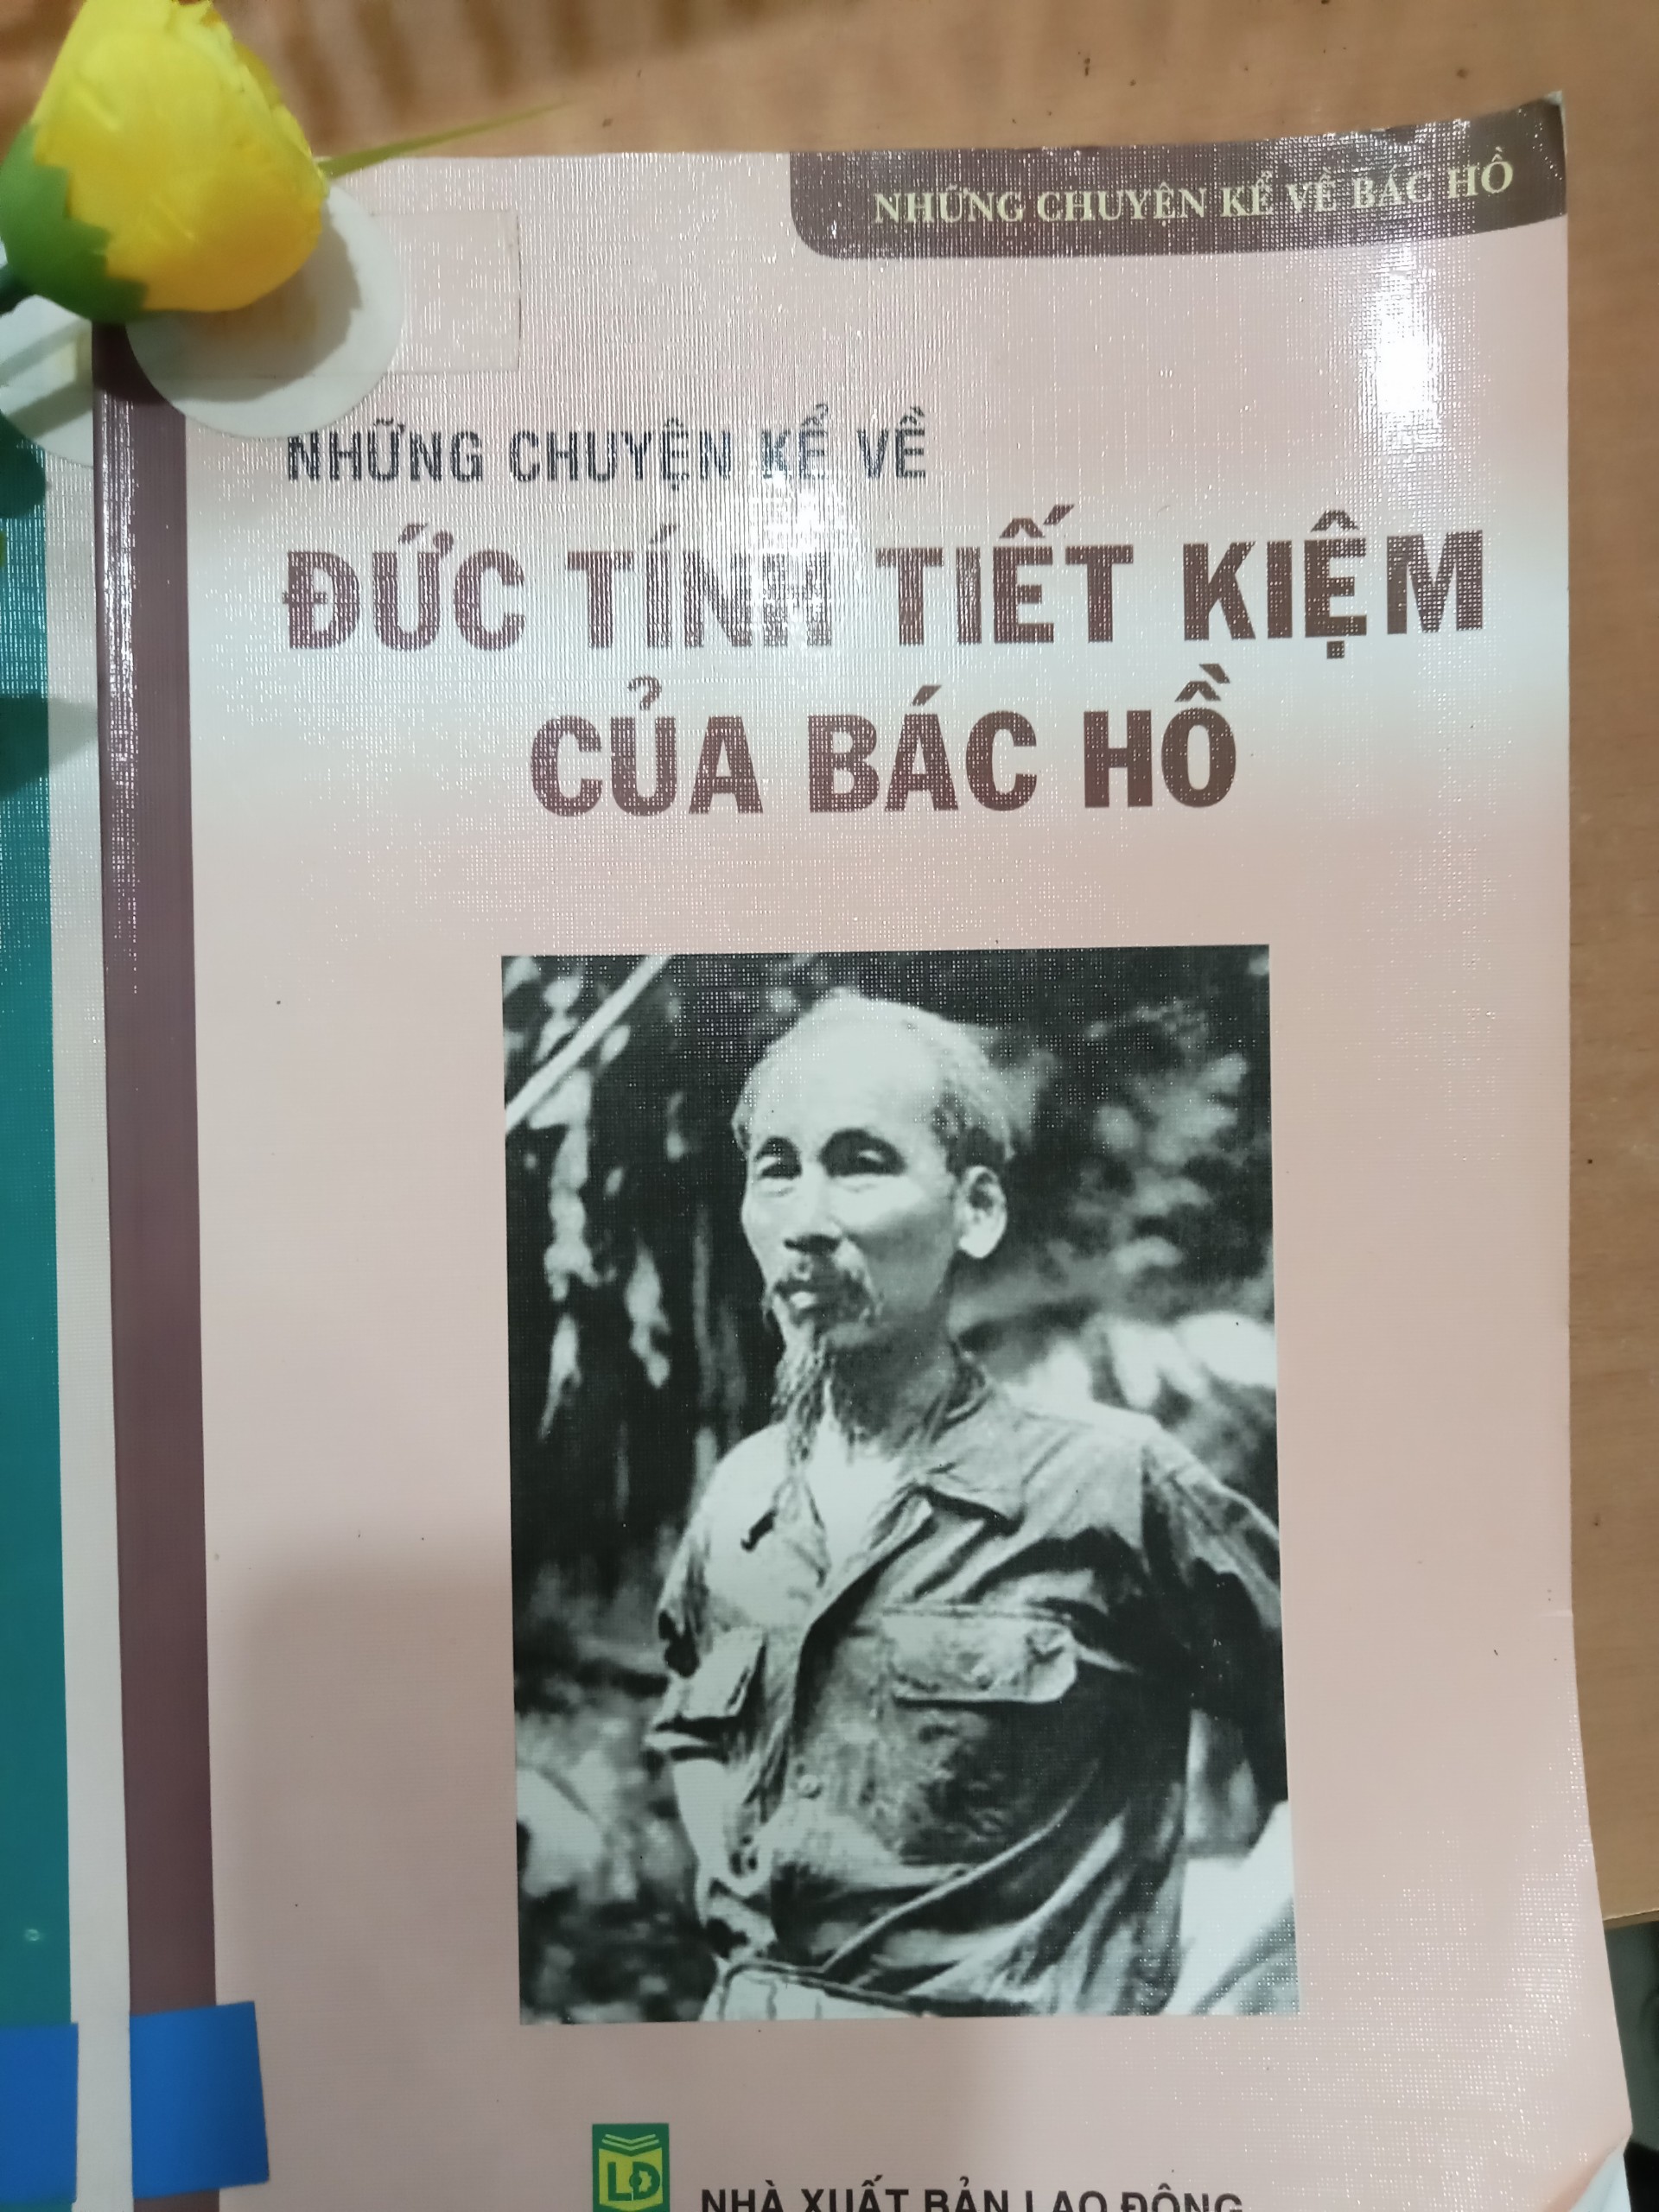 NHỮNG CHUYỆN KỂ VỀ BÁC HỒ
NHỮNG CHUYỆN KỂ VỀ
ĐỨC TÍNH TIẾT KIỆM
CỦA BÁC HỒ
LĐ
NHÀ XUẤT BẢN LAO ĐỘNG